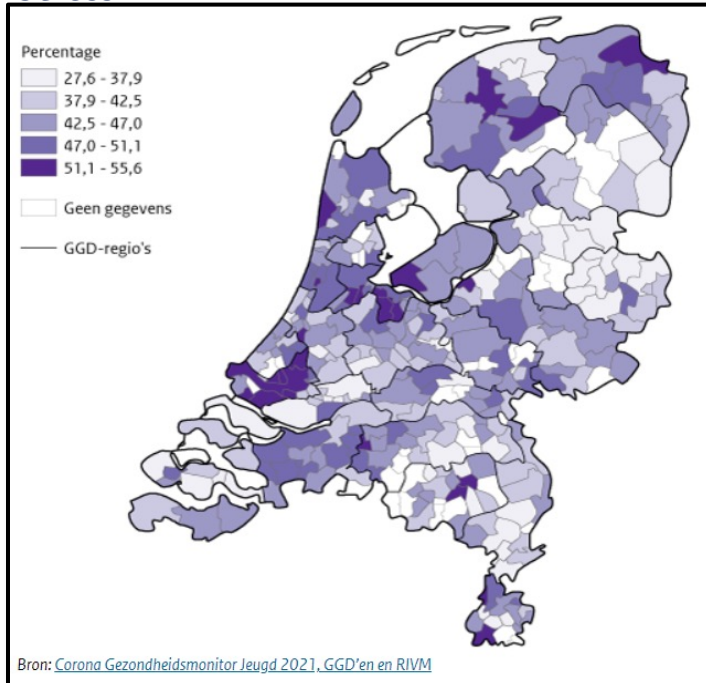 Percentage
27,6 - 37,9
37,9 - 42,5
42,5 - 47,0
47,0 - 51,1
51,1 - 55,6
Geen gegevens
GGD-regio's
Bron: Corona Gezondheidsmonitor Jeugd 2021, GGD'en en RIVM